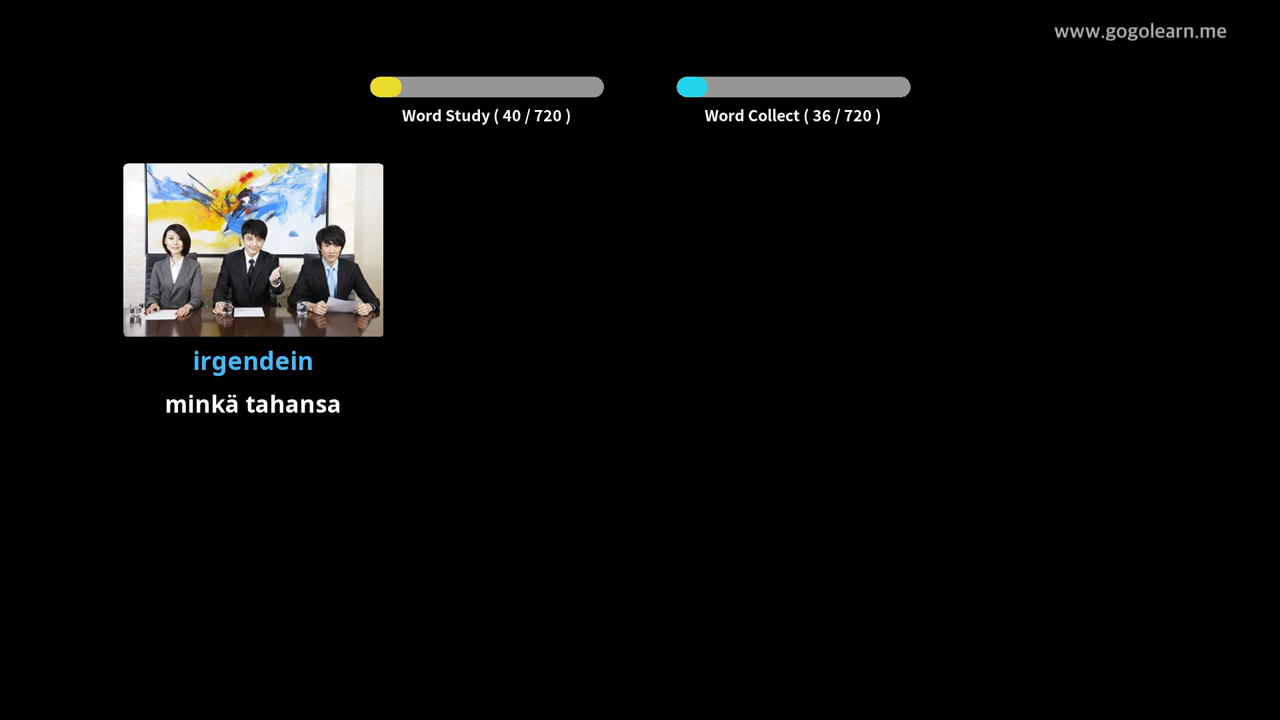 www.gogolearn.me
Word Study ( 40 / 720 )
Word Collect ( 36 / 720 )
irgendein
minkä tahansa